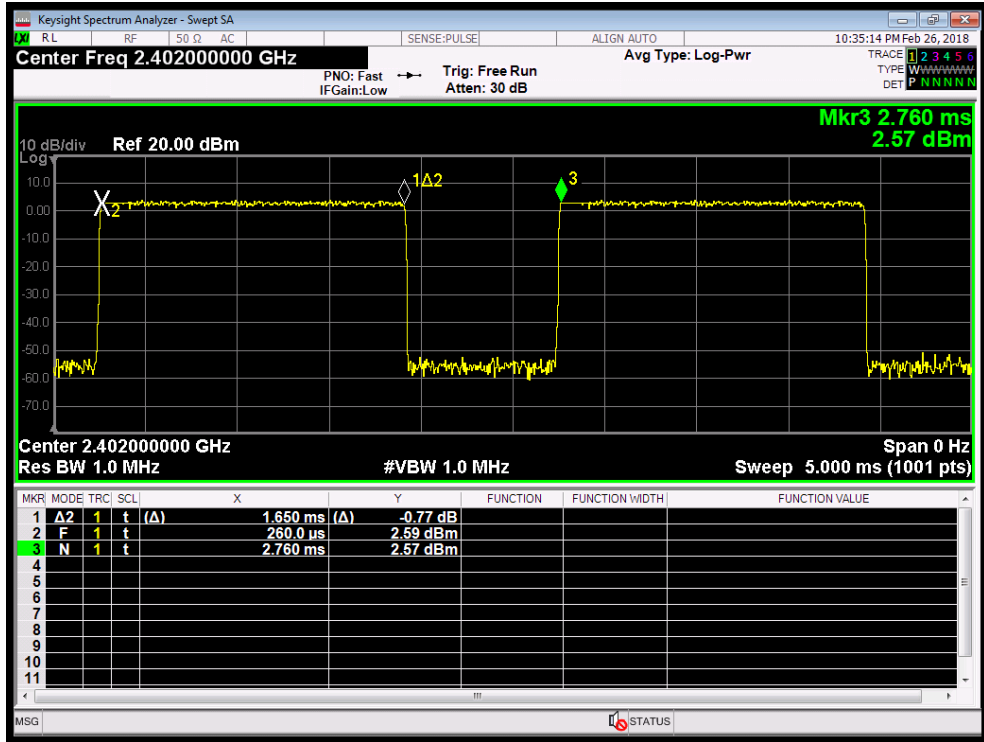 Keysight Spectrum Analyzer - Swept SA
LXI RL RF 50 Ω AC SENSE:PULSE ALIGN AUTO 10:35:14 PM Feb 26, 2018
Center Freq 2.402000000 GHz Avg Type: Log-Pwr TRACE 1 2 3 4 5 6
PNO: Fast Trig: Free Run TYPE WWWWWW
IFGain:Low Atten: 30 dB DET P N N N N N
Mkr3 2.760 ms
10 dB/div Ref 20.00 dBm 2.57 dBm
Log
10.0
0.00
-10.0
-20.0
-30.0
-40.0
-50.0
-60.0
-70.0
X2 1Δ2 3
Center 2.402000000 GHz Span 0 Hz
Res BW 1.0 MHz #VBW 1.0 MHz Sweep 5.000 ms (1001 pts)
MKR MODE TRC SCL X Y FUNCTION FUNCTION WIDTH FUNCTION VALUE
1 Δ2 1 t (Δ) 1.650 ms (Δ) -0.77 dB
2 F 1 t 260.0 µs 2.59 dBm
3 N 1 t 2.760 ms 2.57 dBm
4
5
6
7
8
9
10
11
MSG STATUS